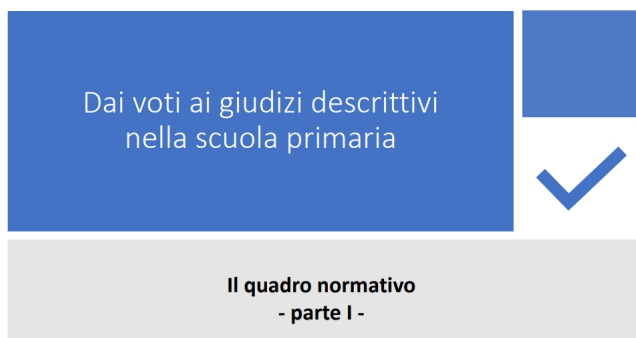 Dai voti ai giudizi descrittivi
nella scuola primaria
Il quadro normativo
- parte I -